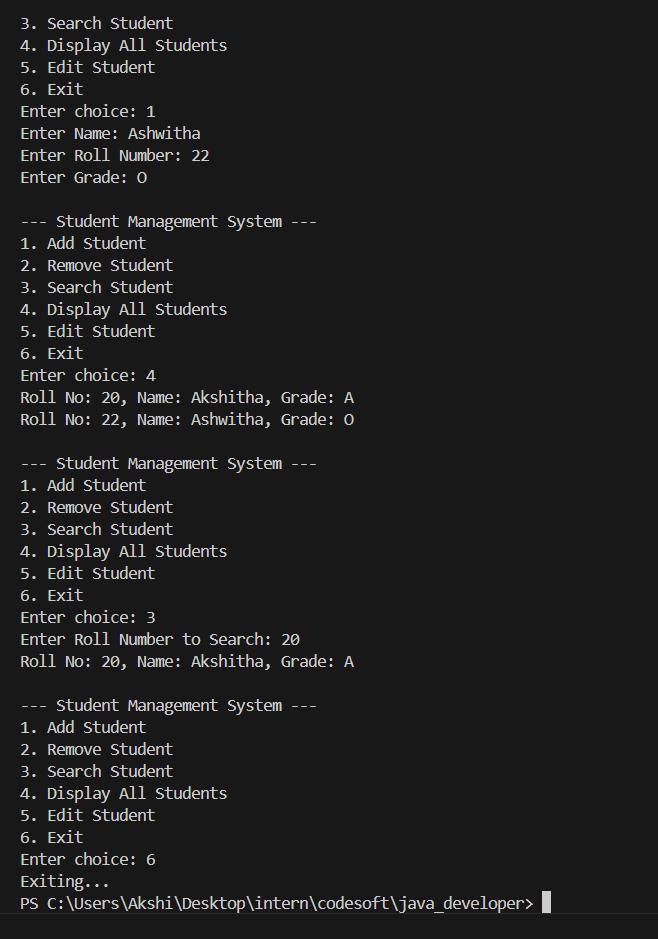 3. Search Student
4. Display All Students
5. Edit Student
6. Exit
Enter choice: 1
Enter Name: Ashwitha
Enter Roll Number: 22
Enter Grade: O
--- Student Management System ---
1. Add Student
2. Remove Student
3. Search Student
4. Display All Students
5. Edit Student
6. Exit
Enter choice: 4
Roll No: 20, Name: Akshitha, Grade: A
Roll No: 22, Name: Ashwitha, Grade: O
--- Student Management System ---
1. Add Student
2. Remove Student
3. Search Student
4. Display All Students
5. Edit Student
6. Exit
Enter choice: 3
Enter Roll Number to Search: 20
Roll No: 20, Name: Akshitha, Grade: A
--- Student Management System ---
1. Add Student
2. Remove Student
3. Search Student
4. Display All Students
5. Edit Student
6. Exit
Enter choice: 6
Exiting...
PS C:\Users\Akshi\Desktop\intern\codesoft\java_developer>